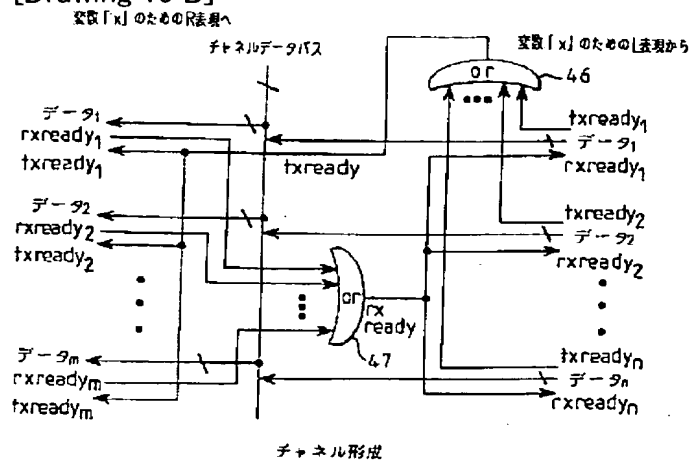 [Drawing 10 B]
変数「x」のためのR表現へ
チャネルデータバス
変数「x」のためのL表現から
or
46
データ1
rxready1
txready1
txready
txready1
データ1
rxready1
データ2
rxready2
txready2
txready2
データ2
rxready2
or
rx
ready
47
データm
rxreadym
txreadym
txreadyn
データn
rxreadyn
チャネル形成